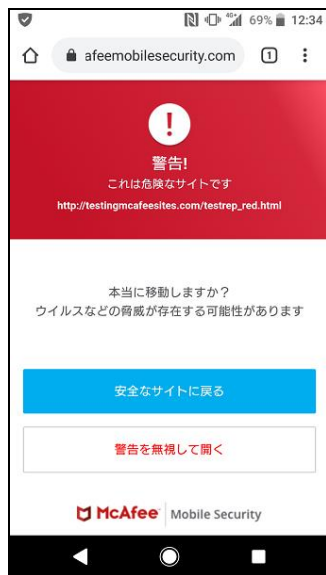 69% 12:34
afeemobilesecurity.com 1
!
警告!
これは危険なサイトです
http://testingmcafeesites.com/testrep_red.html
本当に移動しますか？
ウイルスなどの脅威が存在する可能性があります
安全なサイトに戻る
警告を無視して開く
McAfee Mobile Security